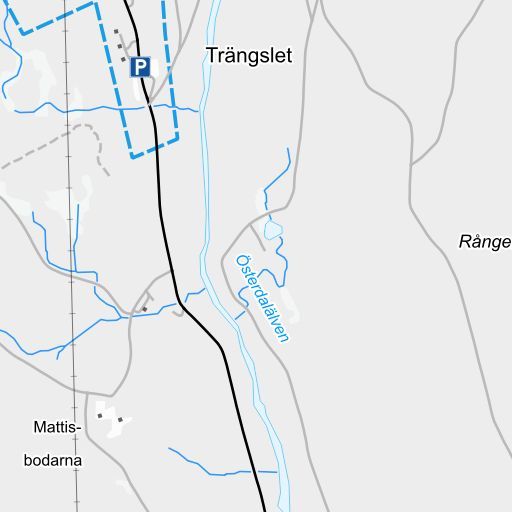 P
Trängslet
Rånge
Österdalälven
Mattis-
bodarna